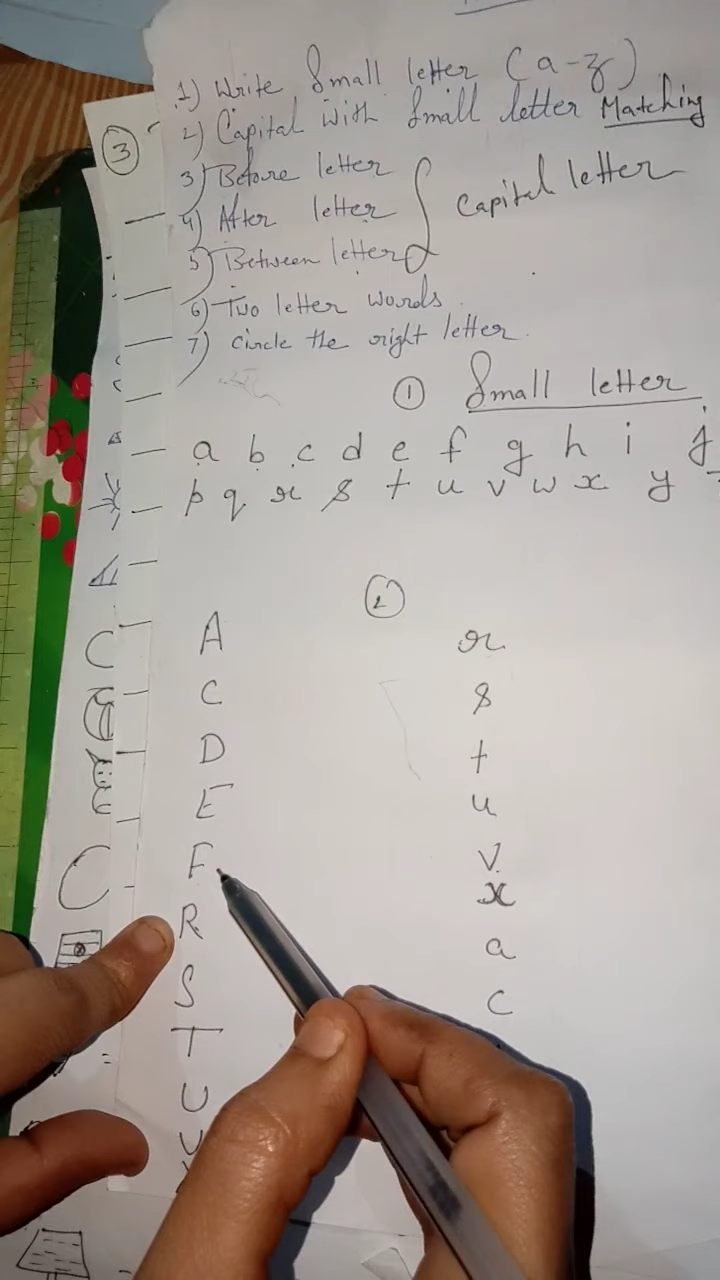 ③
1) Write Small letter (a-z)
2) Capital With Small letter Matching
3) Before letter
4) After letter
5) Between letter
Capital letter
6) Two letter words.
7) Circle the right letter.
① Small letter
a b c d e f g h i j
p q r s t u v w x y
②
A r
C s
D t
E u
F v
R x
S a
T c
U